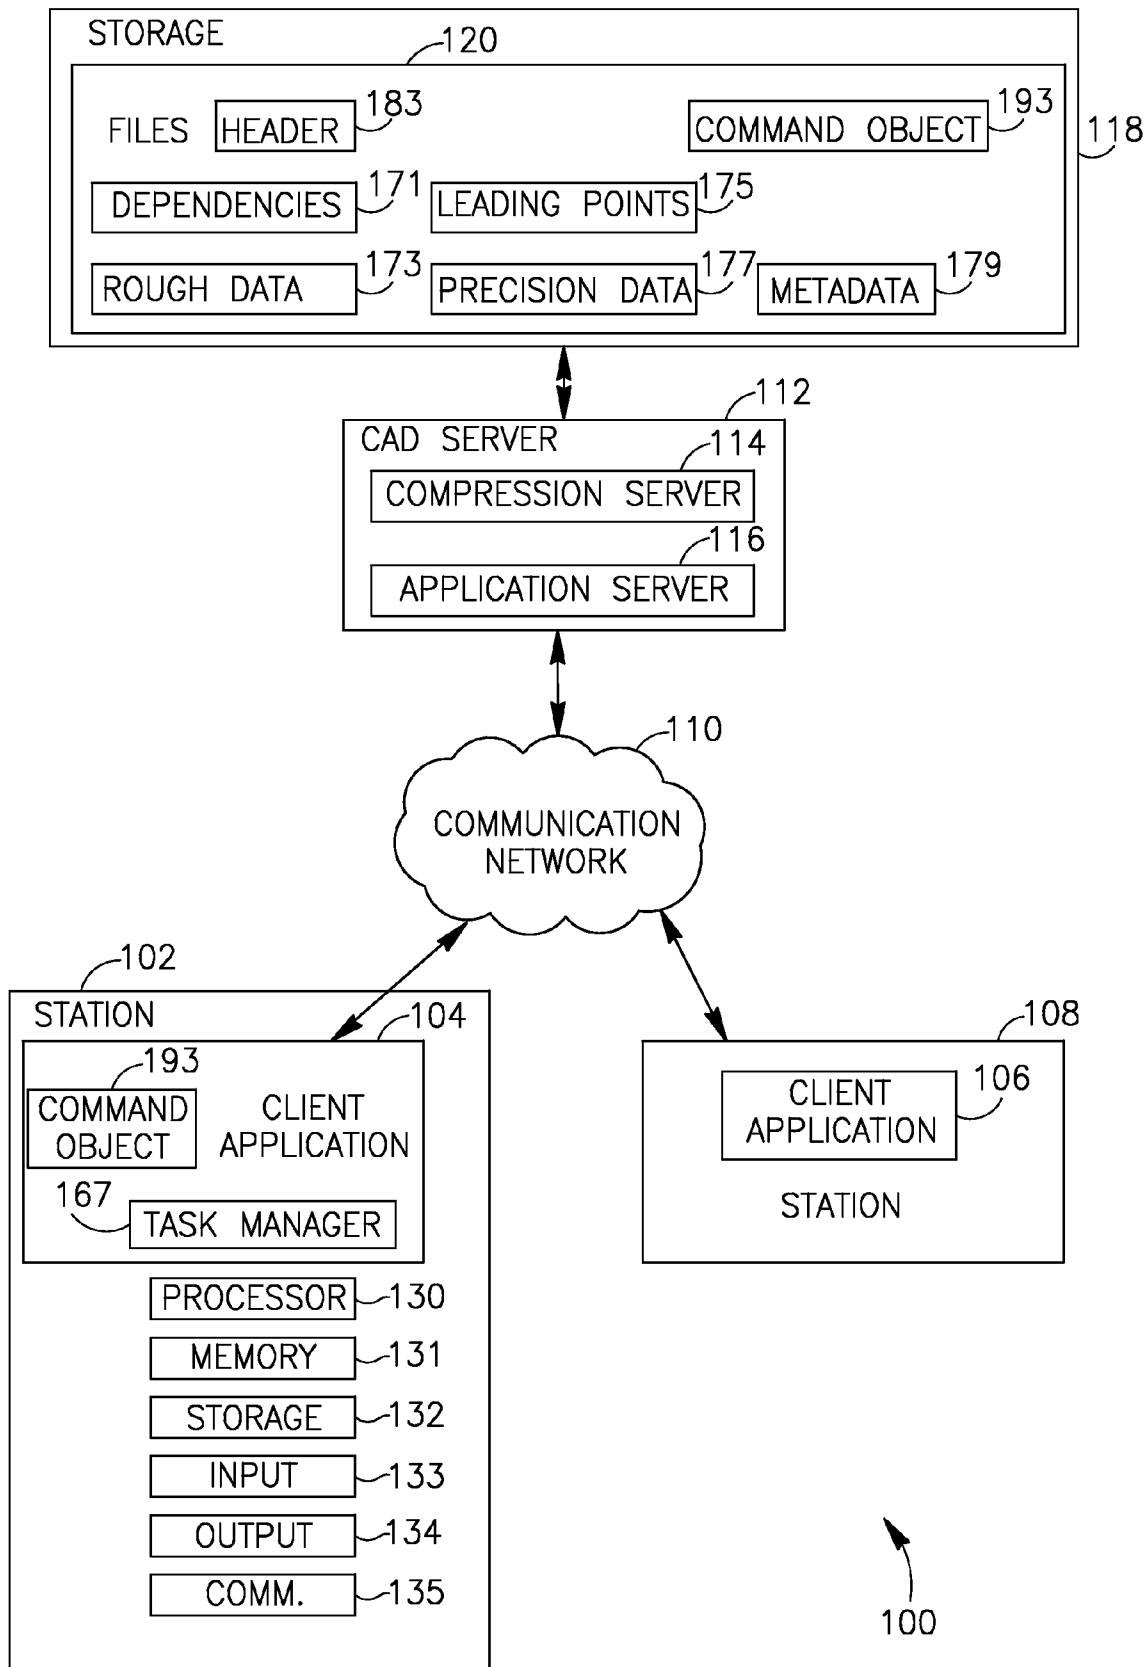 STORAGE
120
FILES
HEADER
183
COMMAND OBJECT
193
118
DEPENDENCIES
171
LEADING POINTS
175
ROUGH DATA
173
PRECISION DATA
177
METADATA
179
112
CAD SERVER
114
COMPRESSION SERVER
116
APPLICATION SERVER
110
COMMUNICATION
NETWORK
102
STATION
104
193
COMMAND
OBJECT
CLIENT
APPLICATION
167
TASK MANAGER
PROCESSOR
130
MEMORY
131
STORAGE
132
INPUT
133
OUTPUT
134
COMM.
135
108
CLIENT
APPLICATION
106
STATION
100